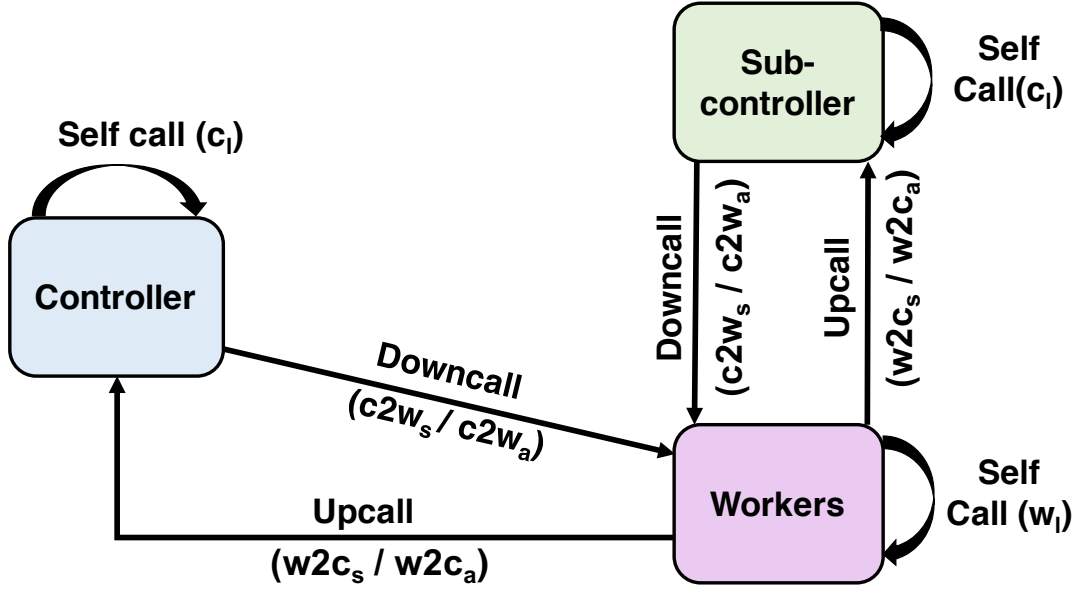 Sub-
controller
Self
Call(cₗ)
Self call (cₗ)
Controller
Downcall
(c2wₛ / c2wₐ)
Upcall
(w2cₛ / w2cₐ)
Downcall
(c2wₛ / c2wₐ)
Workers
Self
Call (wₗ)
Upcall
(w2cₛ / w2cₐ)